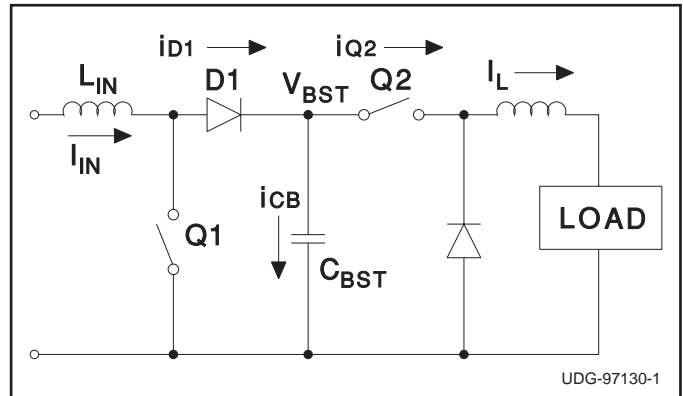 iD1
iQ2
LIN
D1
VBST
Q2
IL
IIN
iCB
Q1
CBST
LOAD
UDG-97130-1